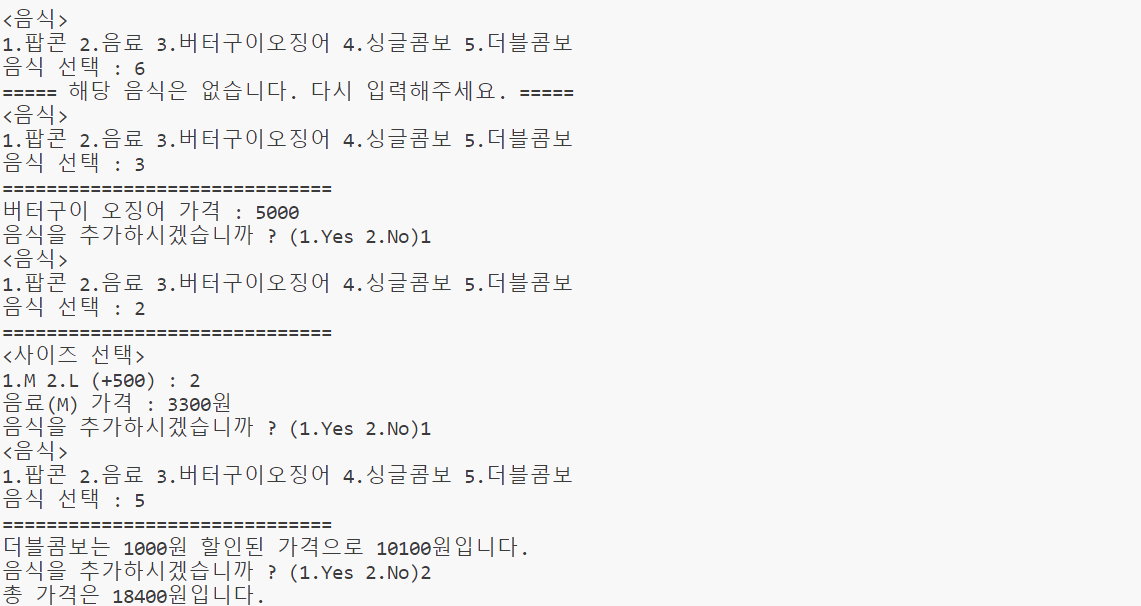 <음식>
1.팝콘 2.음료 3.버터구이오징어 4.싱글콤보 5.더블콤보
음식 선택 : 6
===== 해당 음식은 없습니다. 다시 입력해주세요. =====
<음식>
1.팝콘 2.음료 3.버터구이오징어 4.싱글콤보 5.더블콤보
음식 선택 : 3
==============================
버터구이 오징어 가격 : 5000
음식을 추가하시겠습니까 ? (1.Yes 2.No)1
<음식>
1.팝콘 2.음료 3.버터구이오징어 4.싱글콤보 5.더블콤보
음식 선택 : 2
==============================
<사이즈 선택>
1.M 2.L (+500) : 2
음료(M) 가격 : 3300원
음식을 추가하시겠습니까 ? (1.Yes 2.No)1
<음식>
1.팝콘 2.음료 3.버터구이오징어 4.싱글콤보 5.더블콤보
음식 선택 : 5
==============================
더블콤보는 1000원 할인된 가격으로 10100원입니다.
음식을 추가하시겠습니까 ? (1.Yes 2.No)2
총 가격은 18400원입니다.